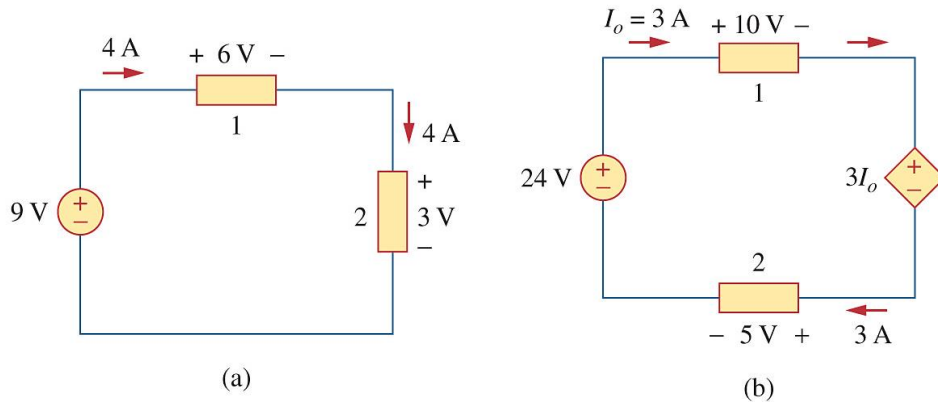 4 A
+ 6 V −
1
4 A
9 V
+
−
2
+
3 V
−
(a)
I_o = 3 A
+ 10 V −
1
24 V
+
−
3I_o
+
−
2
− 5 V +
3 A
(b)